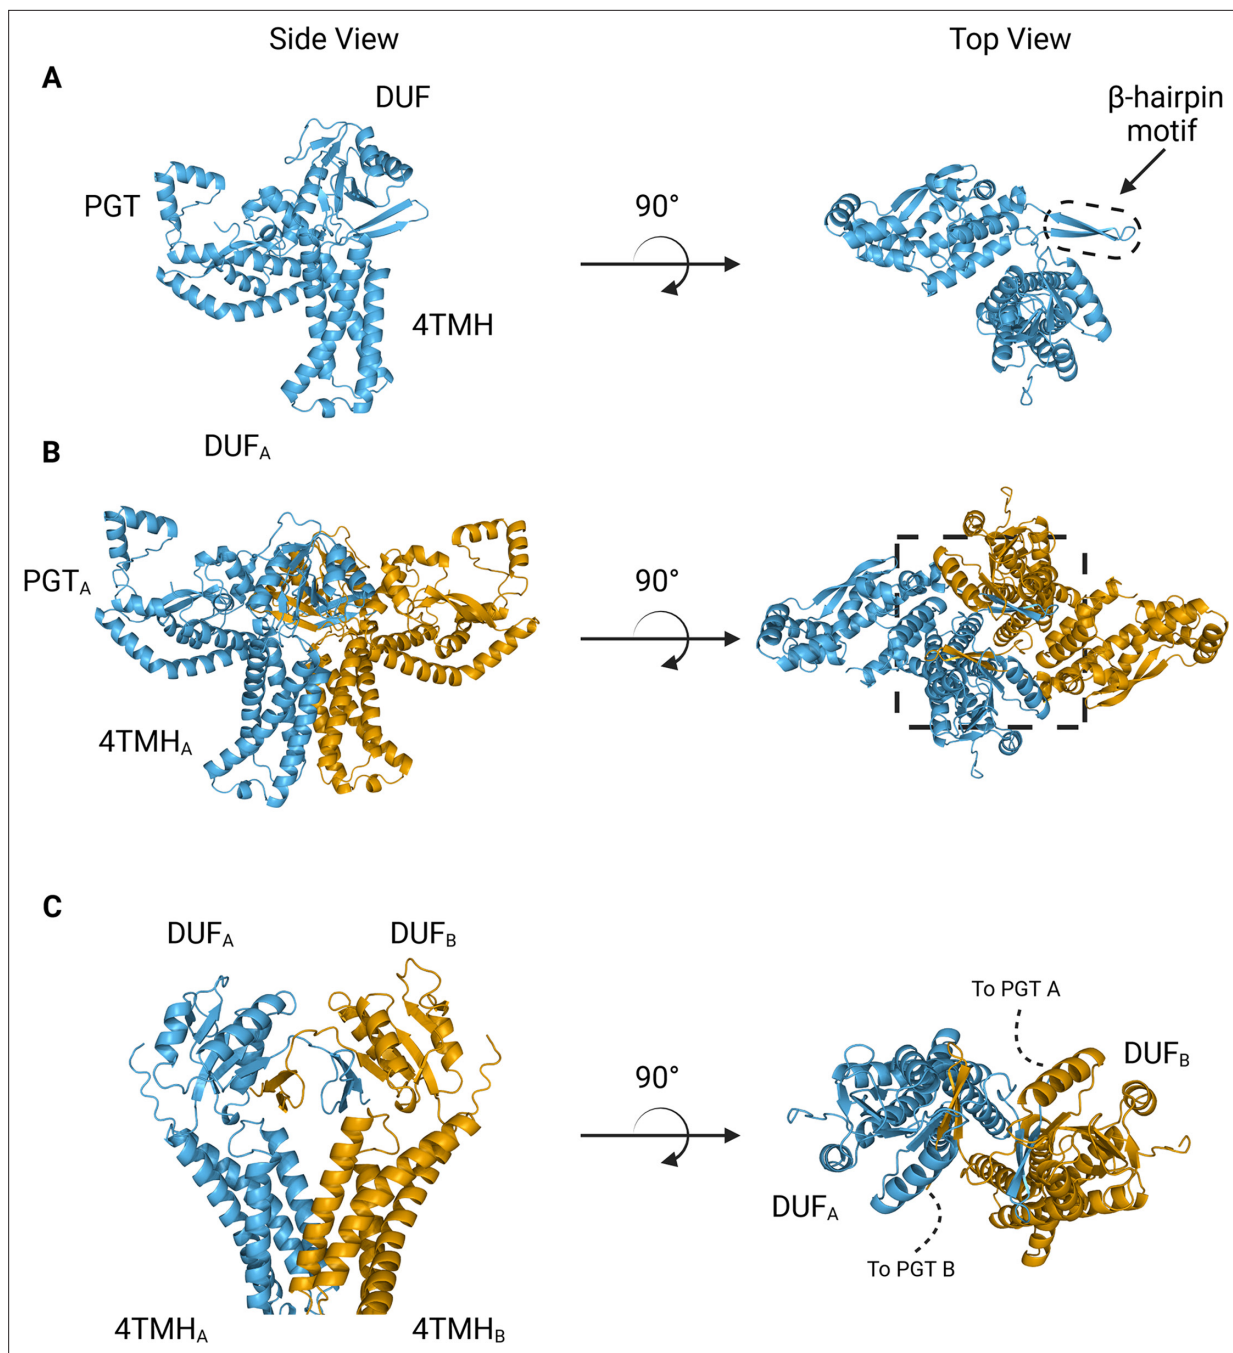 Side View
Top View
A
DUF
β-hairpin
motif
PGT
90°
4TMH
B
DUFA
PGTA
90°
4TMHA
C
DUFA
DUFB
To PGT A
DUFB
90°
DUFA
To PGT B
4TMHA
4TMHB